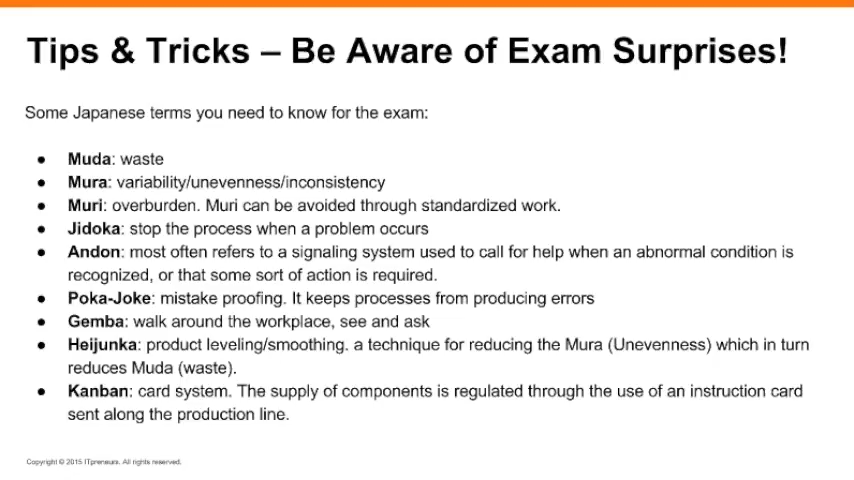 Tips & Tricks – Be Aware of Exam Surprises!
Some Japanese terms you need to know for the exam:
● Muda: waste
● Mura: variability/unevenness/inconsistency
● Muri: overburden. Muri can be avoided through standardized work.
● Jidoka: stop the process when a problem occurs
● Andon: most often refers to a signaling system used to call for help when an abnormal condition is
recognized, or that some sort of action is required.
● Poka-Joke: mistake proofing. It keeps processes from producing errors
● Gemba: walk around the workplace, see and ask
● Heijunka: product leveling/smoothing. a technique for reducing the Mura (Unevenness) which in turn
reduces Muda (waste).
● Kanban: card system. The supply of components is regulated through the use of an instruction card
sent along the production line.
Copyright © 2015 ITpreneurs. All rights reserved.